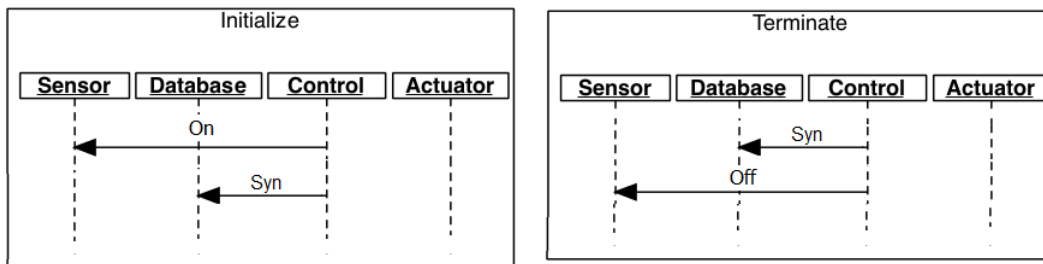 Initialize
Sensor Database Control Actuator
On
Syn
Terminate
Sensor Database Control Actuator
Syn
Off